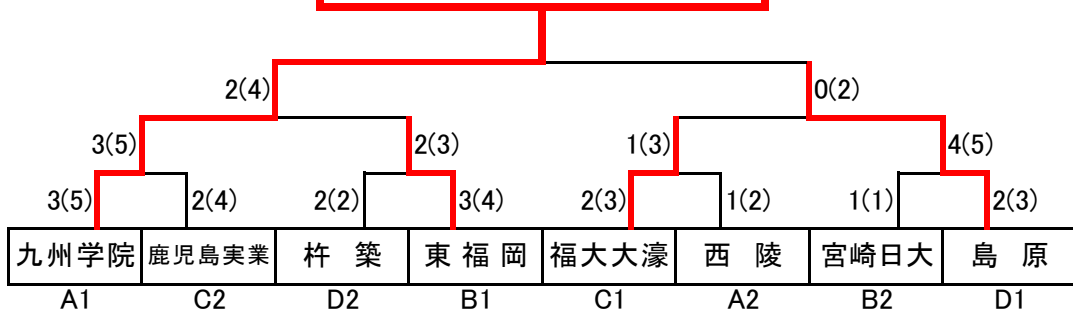 2(4) 0(2)
3(5) 2(3) 1(3) 4(5)
3(5) 2(4) 2(2) 3(4) 2(3) 1(2) 1(1) 2(3)
九州学院 鹿児島実業 杵 築 東福岡 福大大濠 西 陵 宮崎日大 島 原
A1 C2 D2 B1 C1 A2 B2 D1